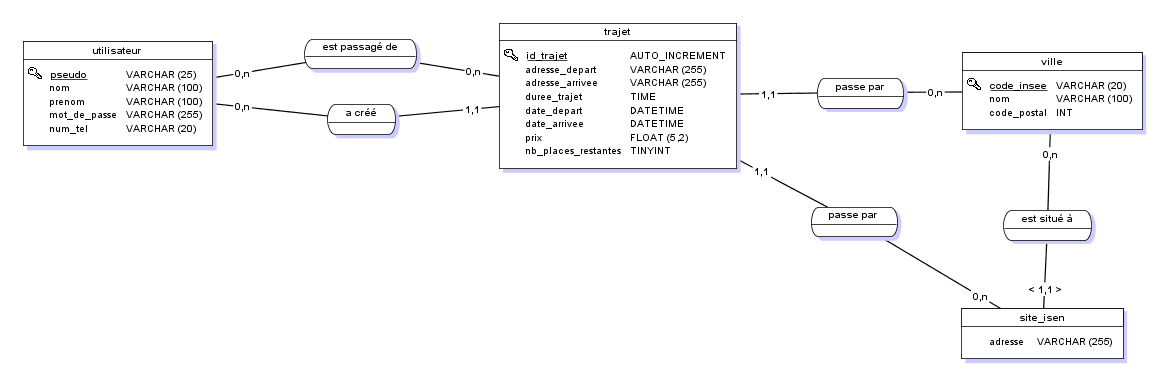 utilisateur
pseudo VARCHAR (25)
nom VARCHAR (100)
prenom VARCHAR (100)
mot_de_passe VARCHAR (255)
num_tel VARCHAR (20)
est passagé de
0,n
0,n
a créé
0,n
1,1
trajet
id_trajet AUTO_INCREMENT
adresse_depart VARCHAR (255)
adresse_arrivee VARCHAR (255)
duree_trajet TIME
date_depart DATETIME
date_arrivee DATETIME
prix FLOAT (5,2)
nb_places_restantes TINYINT
passe par
1,1
0,n
ville
code_insee VARCHAR (20)
nom VARCHAR (100)
code_postal INT
1,1
passe par
0,n
0,n
est situé à
< 1,1 >
site_isen
adresse VARCHAR (255)